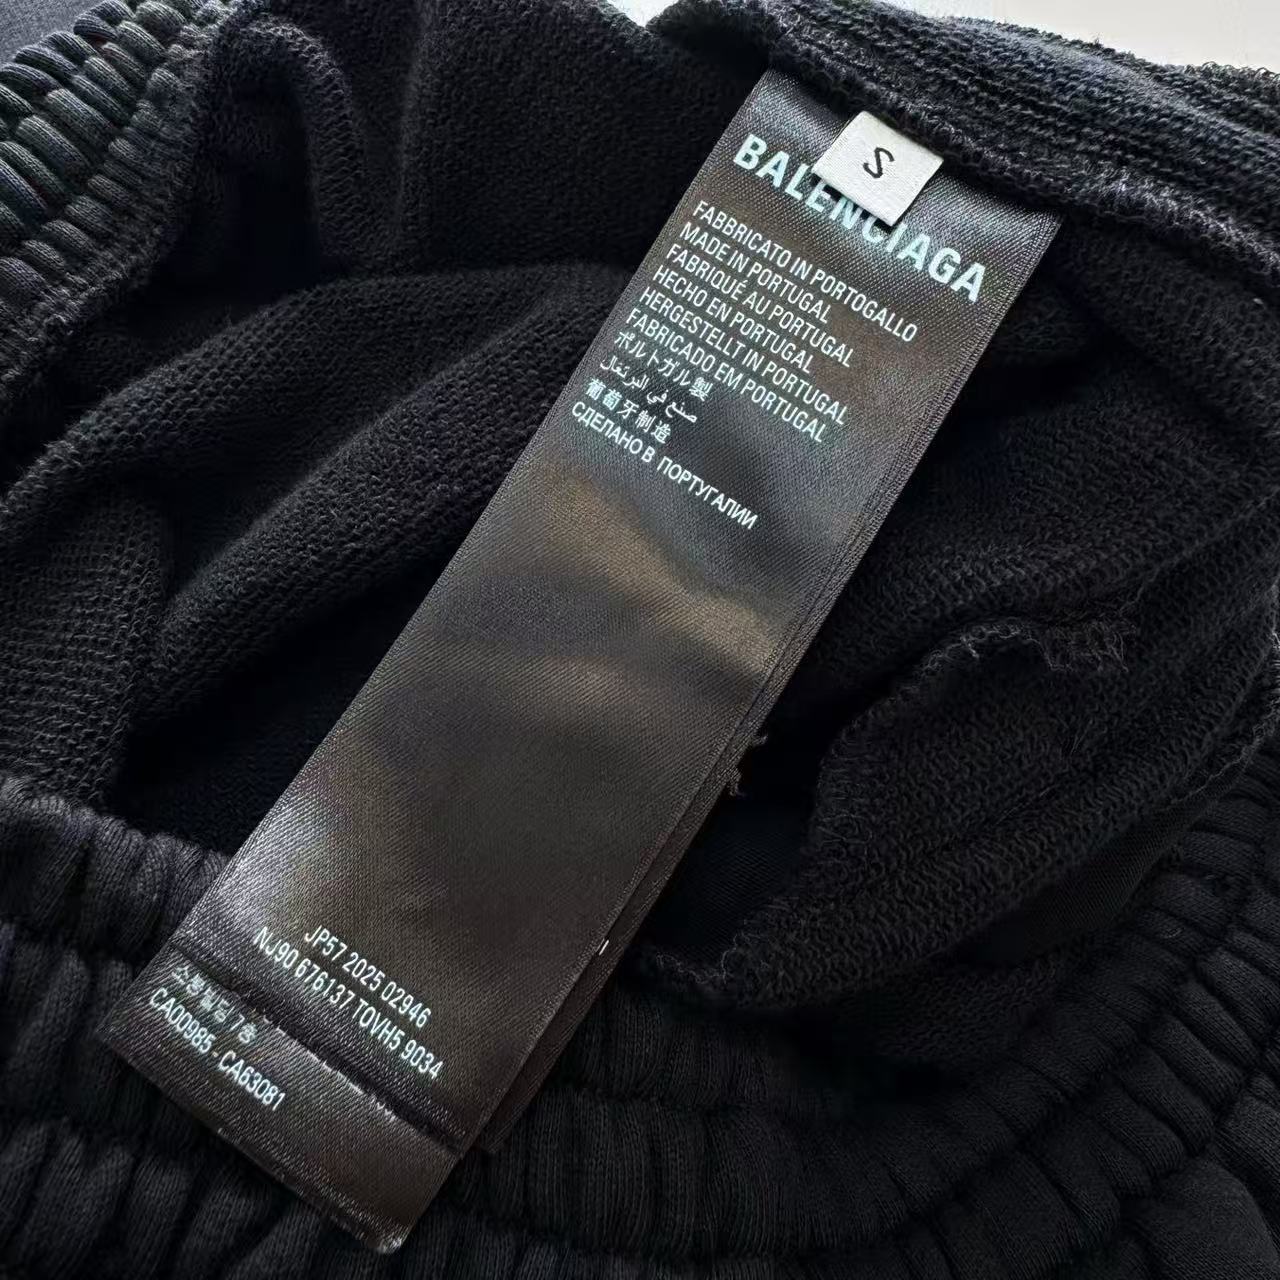 S
BALENCIAGA
FABBRICATO IN PORTOGALLO
MADE IN PORTUGAL
FABRIQUÉ AU PORTUGAL
HECHO EN PORTUGAL
HERGESTELLT IN PORTUGAL
FABRICADO EM PORTUGAL
ポルトガル製
صنع في البرتغال
葡萄牙制造
СДЕЛАНО В ПОРТУГАЛИИ
JP57 2025 02946
NJ90 676137 TOVH5 9034
7층
CA00985 - CA63081